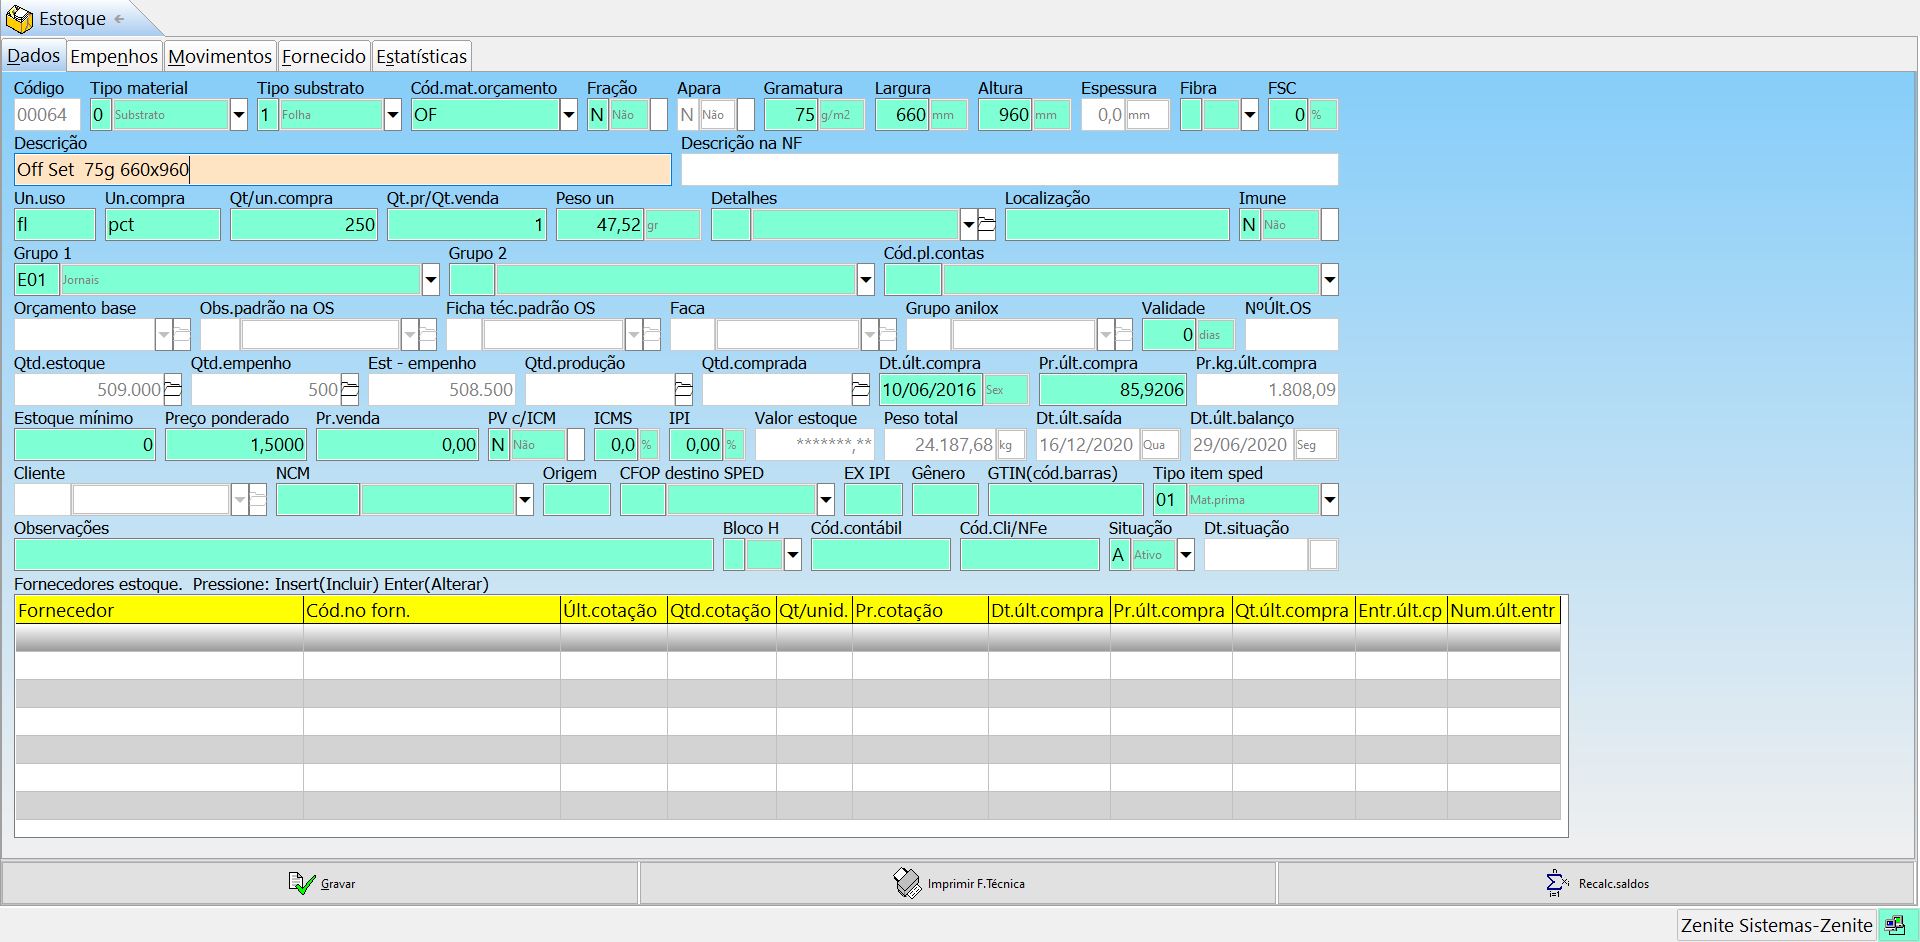 Estoque
Dados Empenhos Movimentos Fornecido Estatísticas
Código Tipo material Tipo substrato Cód.mat.orçamento Fração Apara Gramatura Largura Altura Espessura Fibra FSC
00064 0 Substrato 1 Folha OF N Não N Não 75 g/m2 660 mm 960 mm 0,0 mm 0 %
Descrição Descrição na NF
Off Set  75g 660x960
Un.uso Un.compra Qt/un.compra Qt.pr/Qt.venda Peso un Detalhes Localização Imune
fl pct 250 1 47,52 gr N Não
Grupo 1 Grupo 2 Cód.pl.contas
E01 Jornais
Orçamento base Obs.padrão na OS Ficha téc.padrão OS Faca Grupo anilox Validade NºÚlt.OS
0 dias
Qtd.estoque Qtd.empenho Est - empenho Qtd.produção Qtd.comprada Dt.últ.compra Pr.últ.compra Pr.kg.últ.compra
509.000 500 508.500 10/06/2016 Sex 85,9206 1.808,09
Estoque mínimo Preço ponderado Pr.venda PV c/ICM ICMS IPI Valor estoque Peso total Dt.últ.saída Dt.últ.balanço
0 1,5000 0,00 N Não 0,0 % 0,00 % *******,** 24.187,68 kg 16/12/2020 Qua 29/06/2020 Seg
Cliente NCM Origem CFOP destino SPED EX IPI Gênero GTIN(cód.barras) Tipo item sped
01 Mat.prima
Observações Bloco H Cód.contábil Cód.Cli/NFe Situação Dt.situação
A Ativo
Fornecedores estoque.  Pressione: Insert(Incluir) Enter(Alterar)
Fornecedor Cód.no forn. Últ.cotação Qtd.cotação Qt/unid. Pr.cotação Dt.últ.compra Pr.últ.compra Qt.últ.compra Entr.últ.cp Num.últ.entr
Gravar Imprimir F.Técnica Recalc.saldos
Zenite Sistemas-Zenite